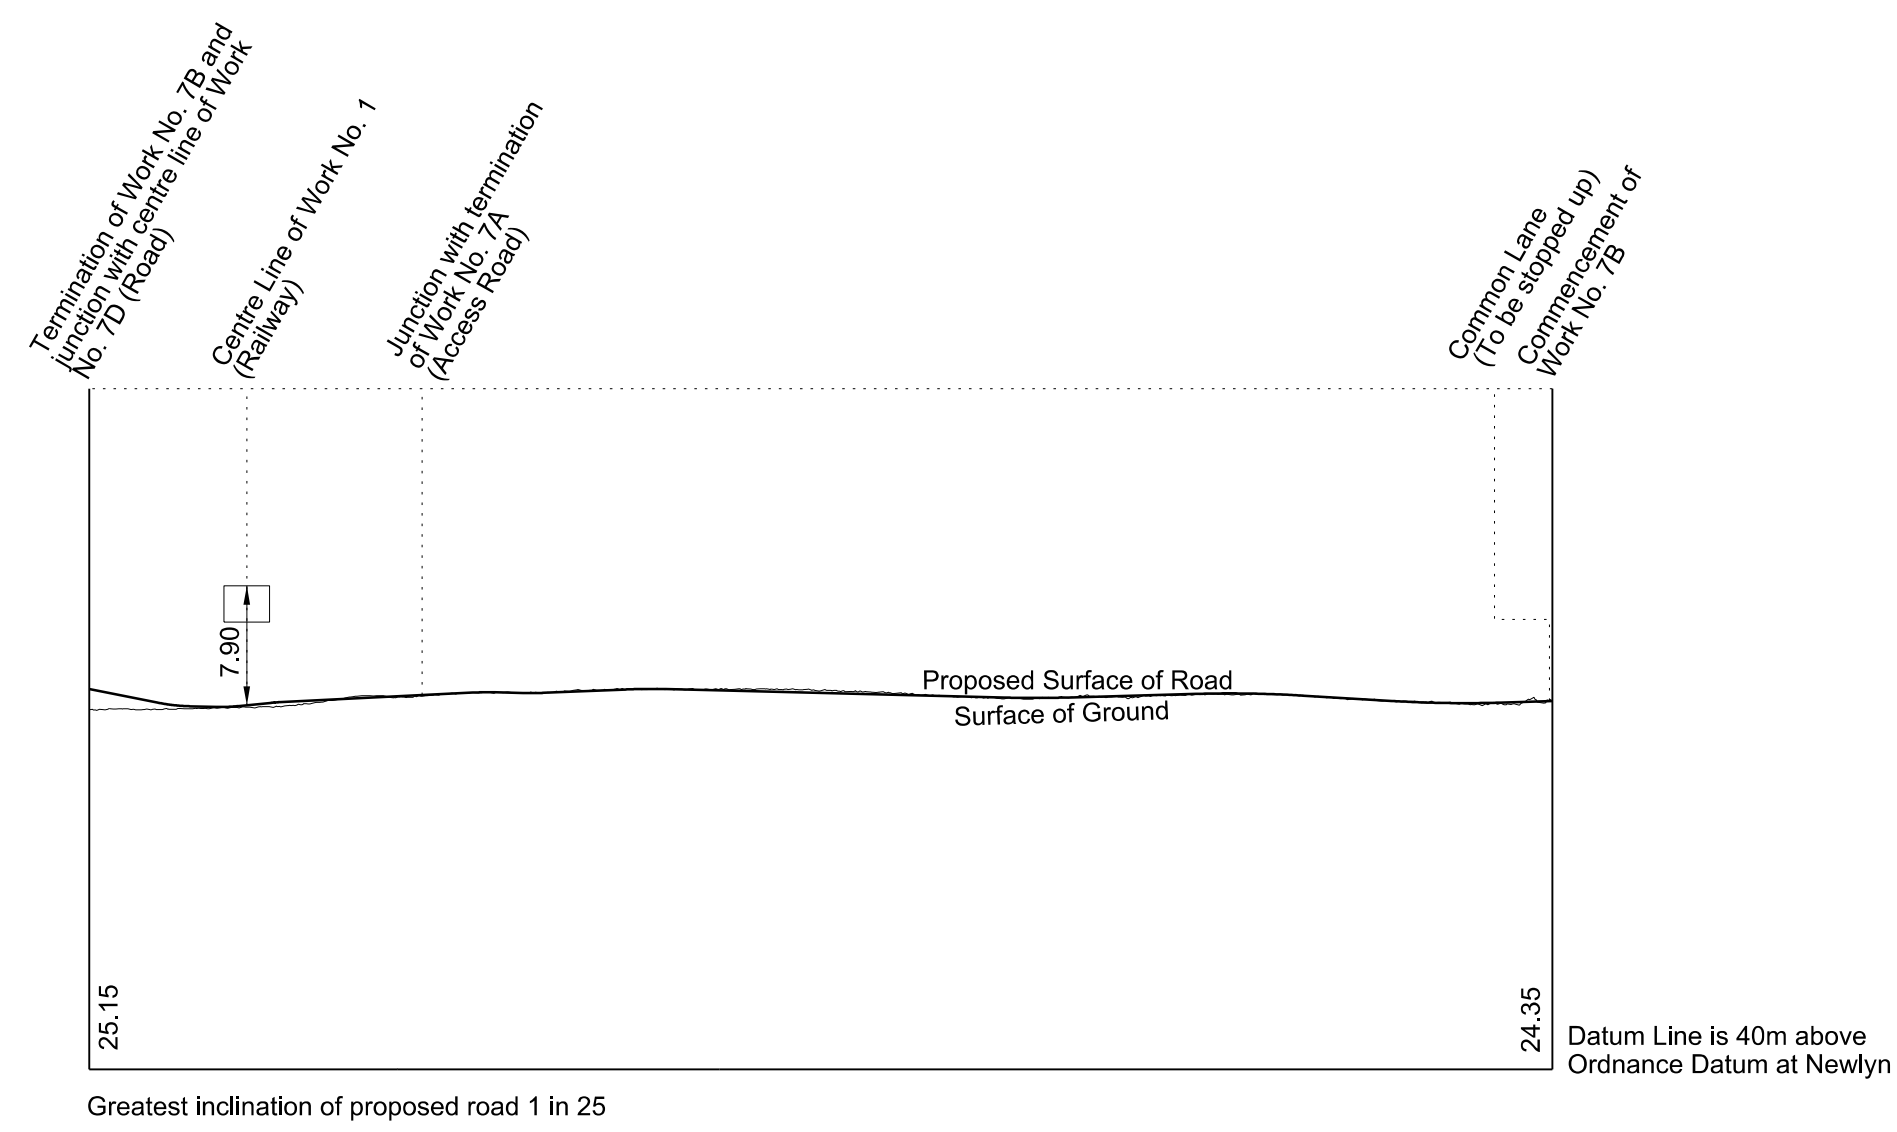 Termination of Work No. 7B and
junction with centre line of Work
No. 7D (Road)
Centre Line of Work No. 1
(Railway)
Junction with termination
of Work No. 7A
(Access Road)
Common Lane
(To be stopped up)
Commencement of
Work No. 7B
7.90
Proposed Surface of Road
Surface of Ground
25.15
24.35
Datum Line is 40m above
Ordnance Datum at Newlyn
Greatest inclination of proposed road 1 in 25